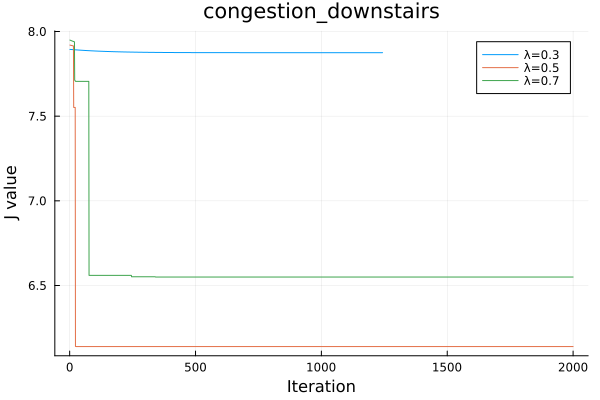 congestion_downstairs
J value
8.0
7.5
7.0
6.5
λ=0.3
λ=0.5
λ=0.7
0
500
1000
1500
2000
Iteration